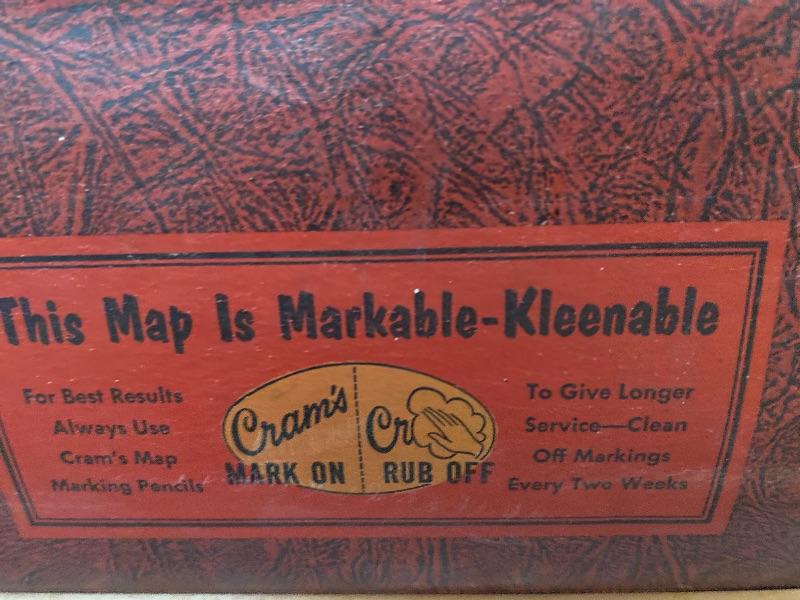 This Map Is Markable-Kleenable
For Best Results
Always Use
Cram's Map
Marking Pencils
Cram's
MARK ON
Cr
RUB OFF
To Give Longer
Service—Clean
Off Markings
Every Two Weeks